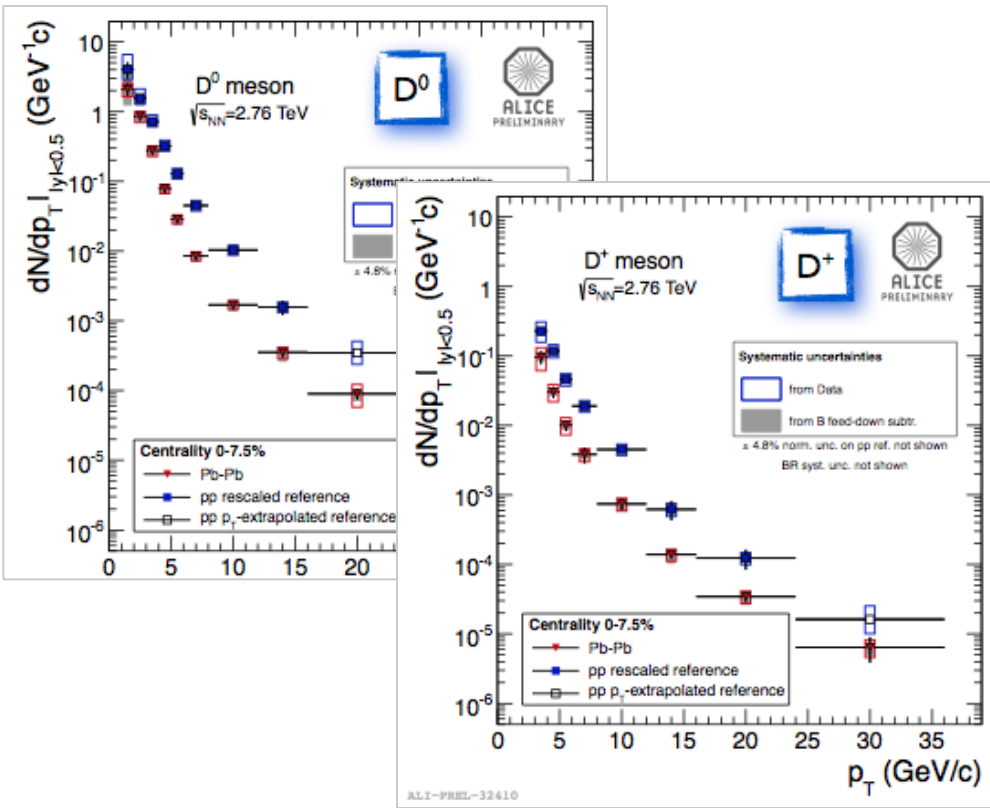 dN/dp_T|_|y|<0.5 (GeV⁻¹c)
10
1
10⁻¹
10⁻²
10⁻³
10⁻⁴
10⁻⁵
10⁻⁶
D⁰ meson
√s_NN=2.76 TeV
D⁰
ALICE
PRELIMINARY
Systematic uncertainties
± 4.8%
Centrality 0-7.5%
Pb-Pb
pp rescaled reference
pp p_T-extrapolated reference
0 5 10 15 20
dN/dp_T|_|y|<0.5 (GeV⁻¹c)
10
1
10⁻¹
10⁻²
10⁻³
10⁻⁴
10⁻⁵
10⁻⁶
D⁺ meson
√s_NN=2.76 TeV
D⁺
ALICE
PRELIMINARY
Systematic uncertainties
from Data
from B feed-down subtr.
± 4.8% norm. unc. on pp ref. not shown
BR syst. unc. not shown
Centrality 0-7.5%
Pb-Pb
pp rescaled reference
pp p_T-extrapolated reference
0 5 10 15 20 25 30 35
p_T (GeV/c)
ALI-PREL-32410